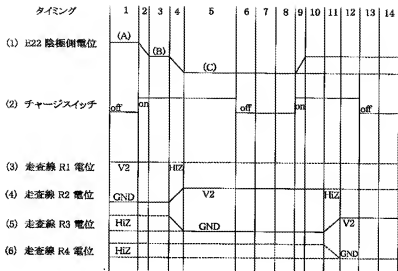 タイミング 1 2 3 4 5 6 7 8 9 10 11 12 13 14
(1) E22 陰極側電位 (A) (B) (C)
(2) チャージスイッチ off on off on off
(3) 走査線 R1 電位 V2 HiZ
(4) 走査線 R2 電位 GND V2 HiZ
(5) 走査線 R3 電位 HiZ GND V2
(6) 走査線 R4 電位 HiZ GND